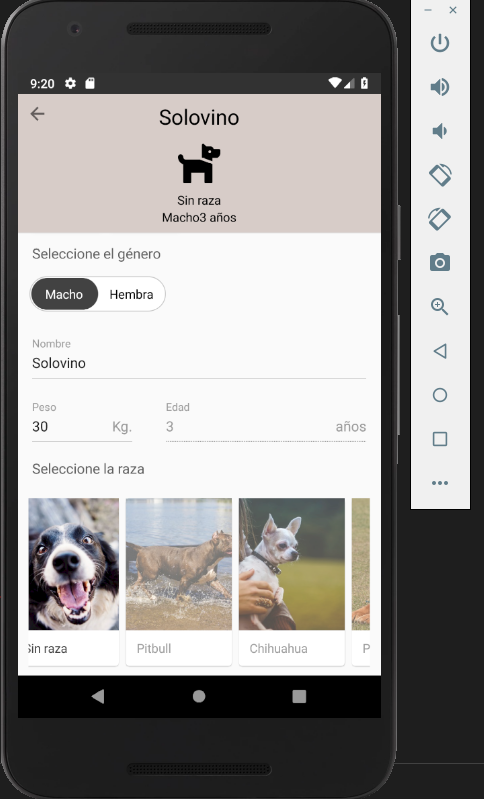 9:20
Solovino
Sin raza
Macho3 años
Seleccione el género
Macho Hembra
Nombre
Solovino
Peso Edad
30 Kg. 3 años
Seleccione la raza
Sin raza Pitbull Chihuahua P